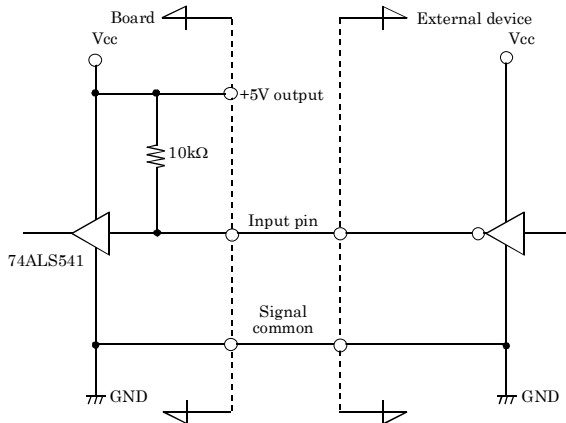 Board
External device
Vcc
Vcc
+5V output
10kΩ
Input pin
74ALS541
Signal
common
GND
GND